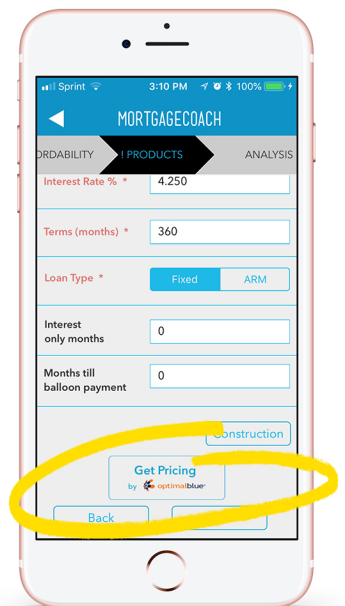 Sprint 3:10 PM 100%
MORTGAGECOACH
ORDABILITY ! PRODUCTS ANALYSIS
Interest Rate % * 4.250
Terms (months) * 360
Loan Type * Fixed ARM
Interest
only months 0
Months till
balloon payment 0
Construction
Get Pricing
by optimalblue
Back